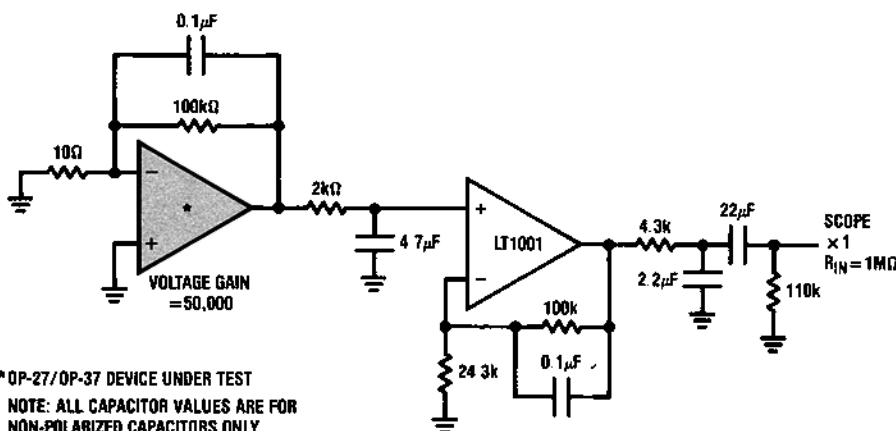 0.1µF
100kΩ
10Ω
−
*
+
VOLTAGE GAIN
=50,000
2kΩ
4 7µF
+
LT1001
−
4.3k
22µF
2.2µF
SCOPE
×1
RIN=1MΩ
110k
100k
0.1µF
24 3k
* OP-27/OP-37 DEVICE UNDER TEST
NOTE: ALL CAPACITOR VALUES ARE FOR
NON-POLARIZED CAPACITORS ONLY